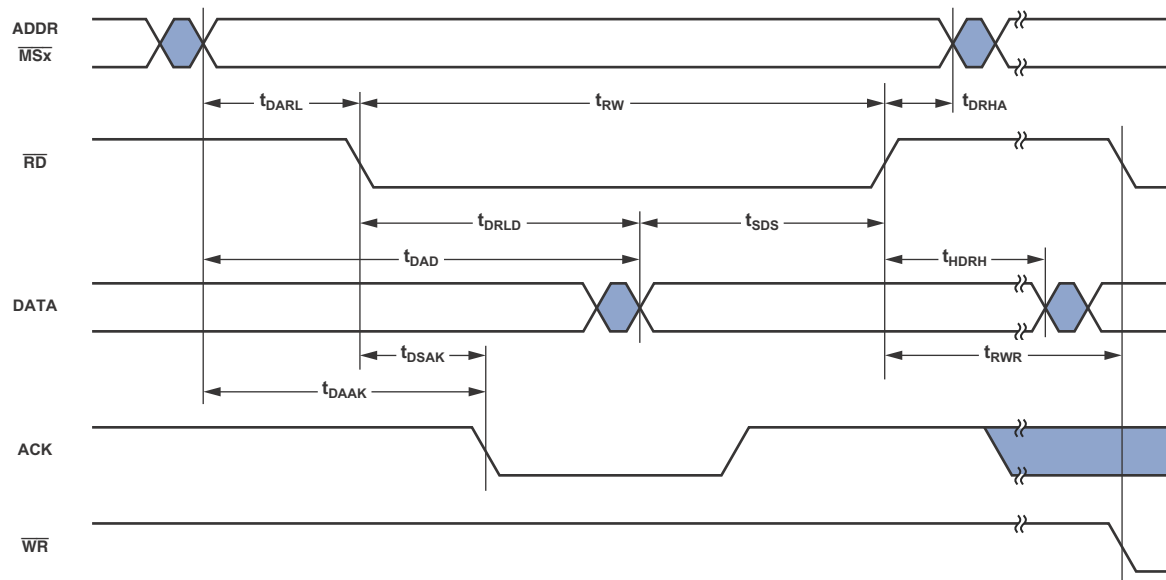 ADDR
MSx
tDARL
tRW
tDRHA
RD
tDRLD
tSDS
tDAD
tHDRH
DATA
tDSAK
tRWR
tDAAK
ACK
WR